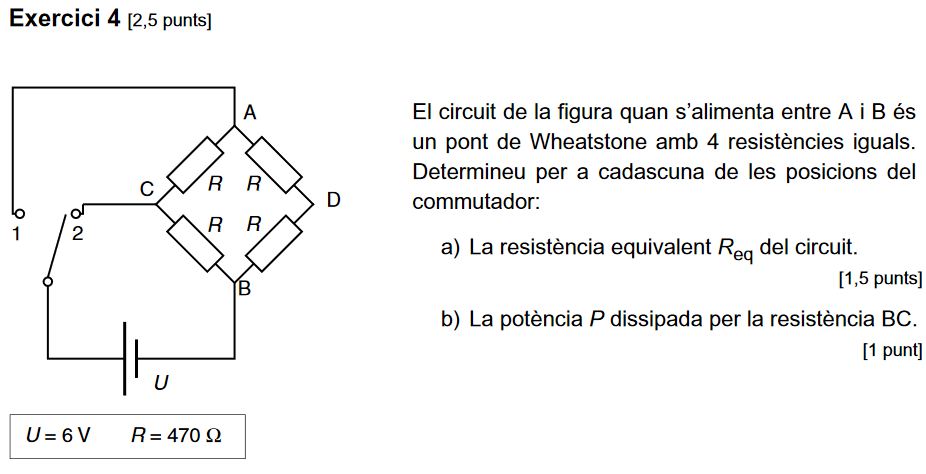 Exercici 4 [2,5 punts]
A
C
R R
D
R R
1
2
B
U
U = 6 V R = 470 Ω
El circuit de la figura quan s’alimenta entre A i B és
un pont de Wheatstone amb 4 resistències iguals.
Determineu per a cadascuna de les posicions del
commutador:
a) La resistència equivalent Req del circuit.
[1,5 punts]
b) La potència P dissipada per la resistència BC.
[1 punt]